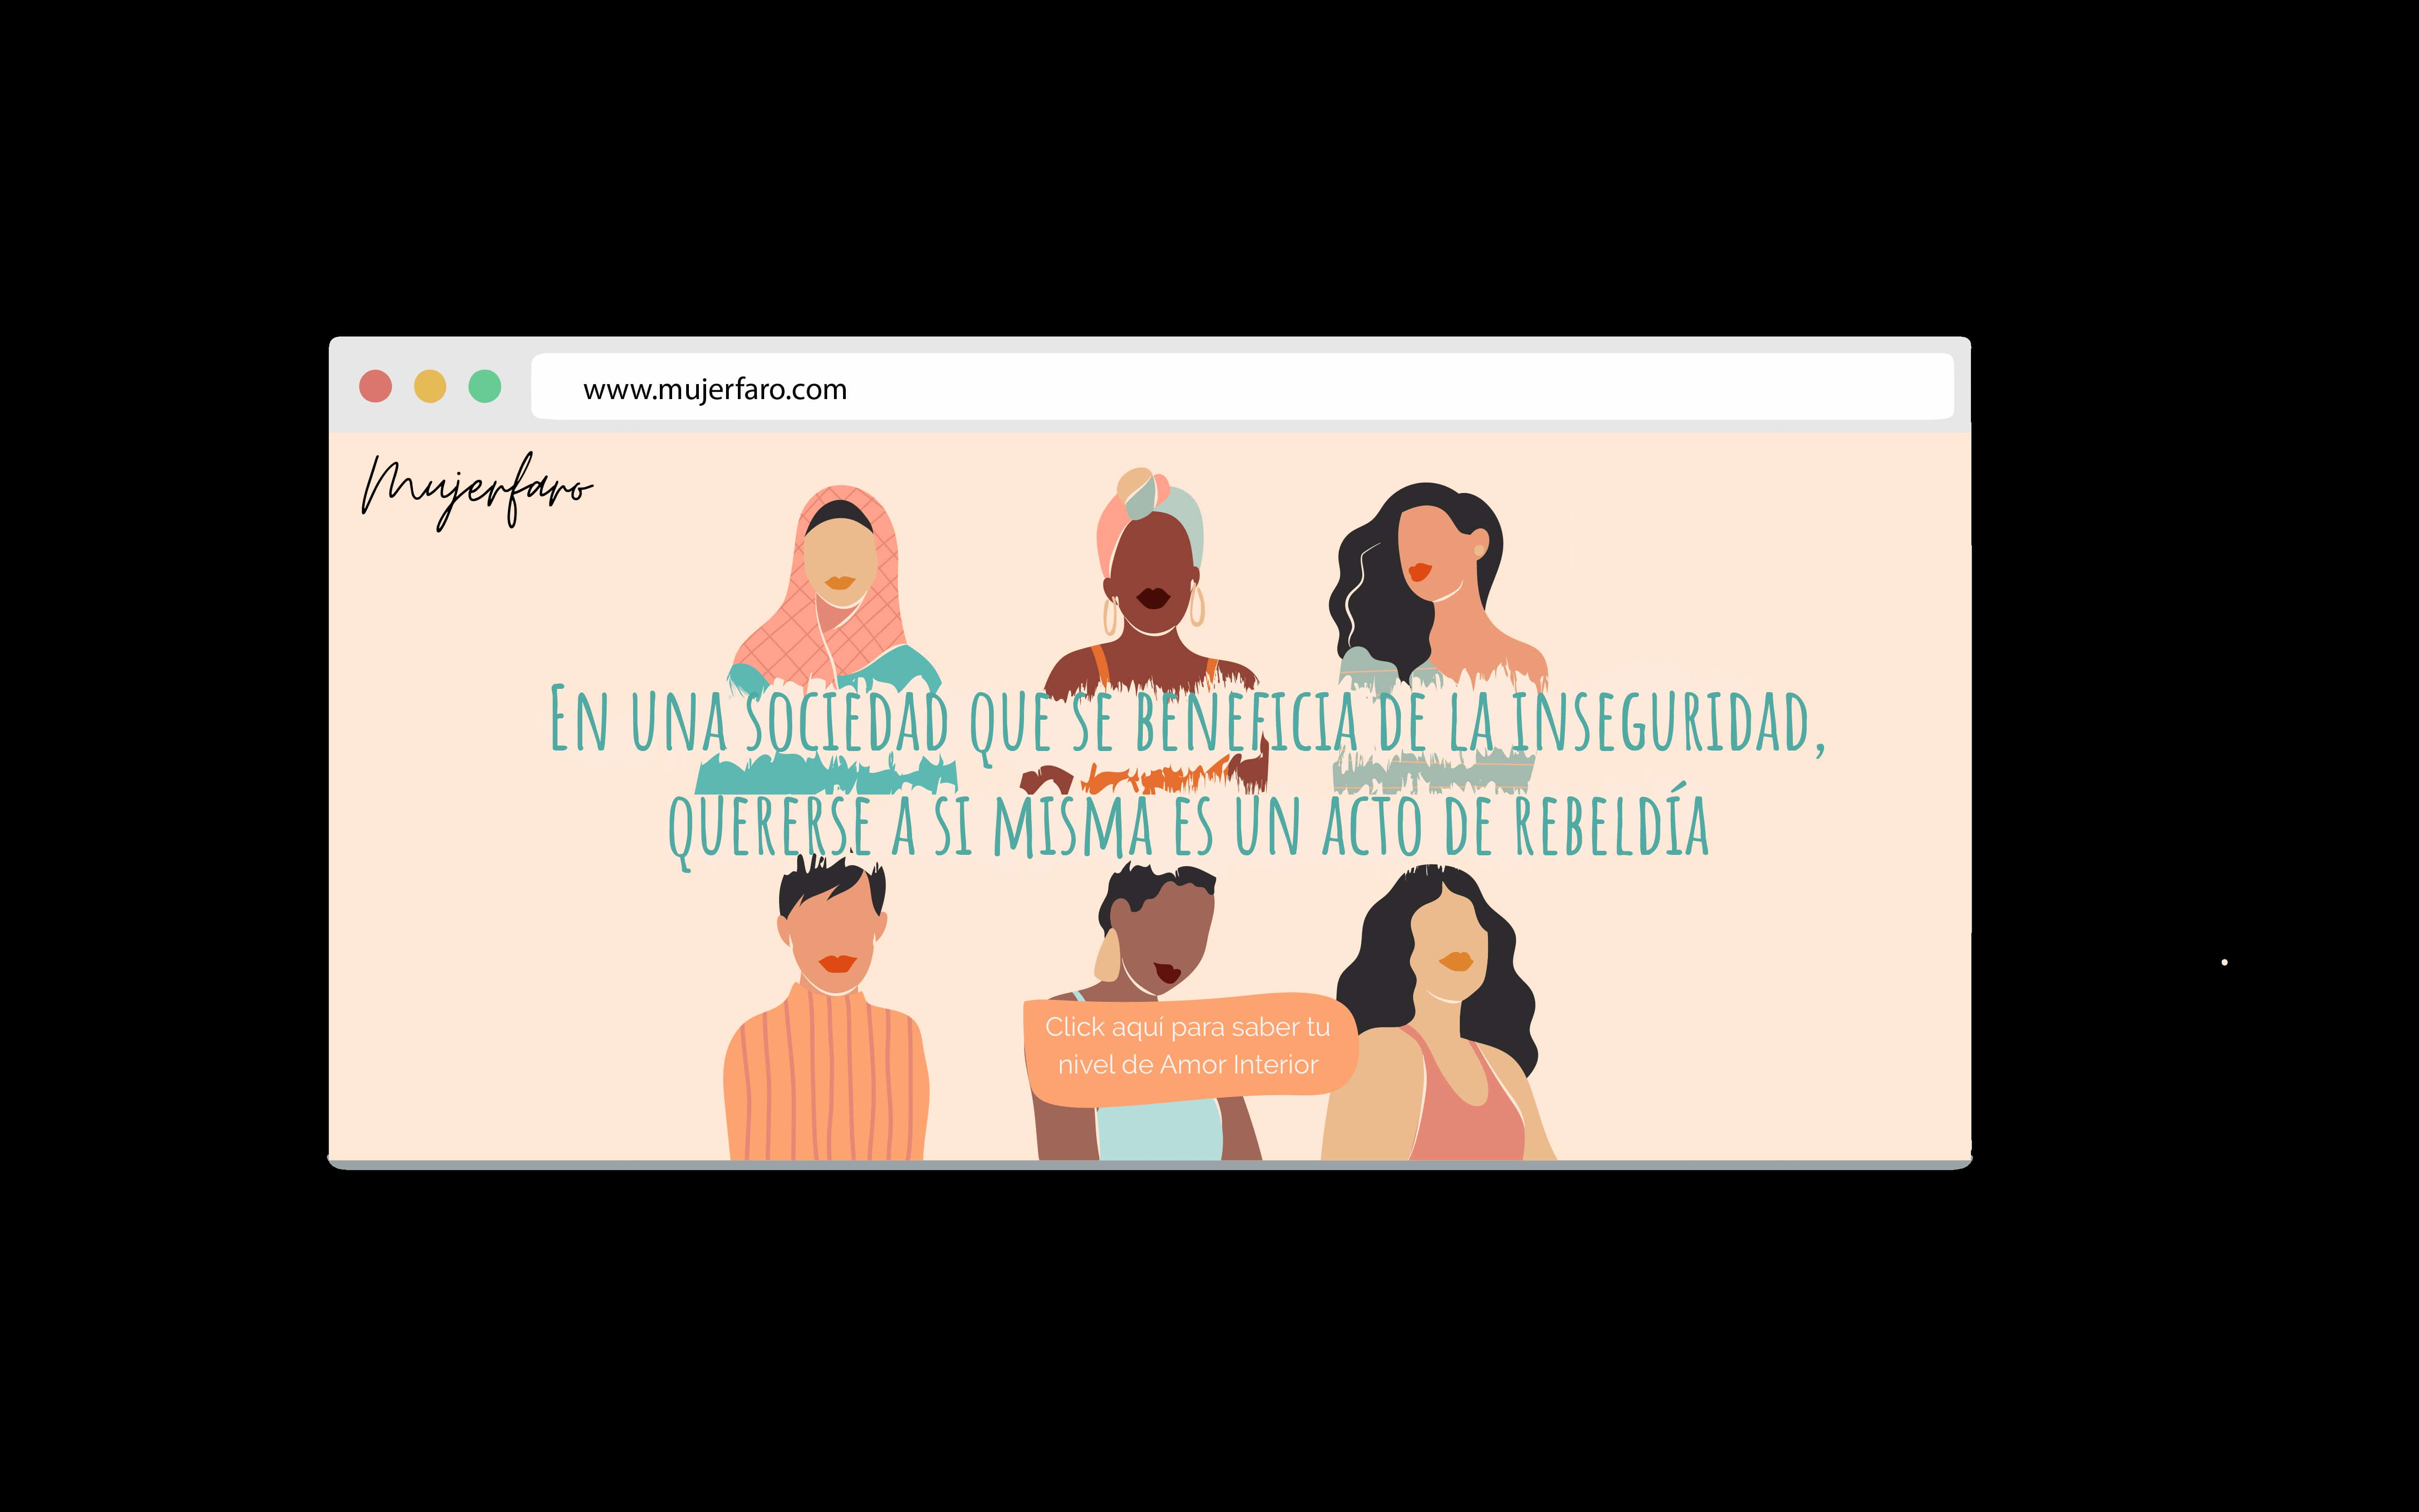 www.mujerfaro.com
Mujerfaro
EN UNA SOCIEDAD QUE SE BENEFICIA DE LA INSEGURIDAD,
QUERERSE A SI MISMA ES UN ACTO DE REBELDÍA
Click aquí para saber tu
nivel de Amor Interior